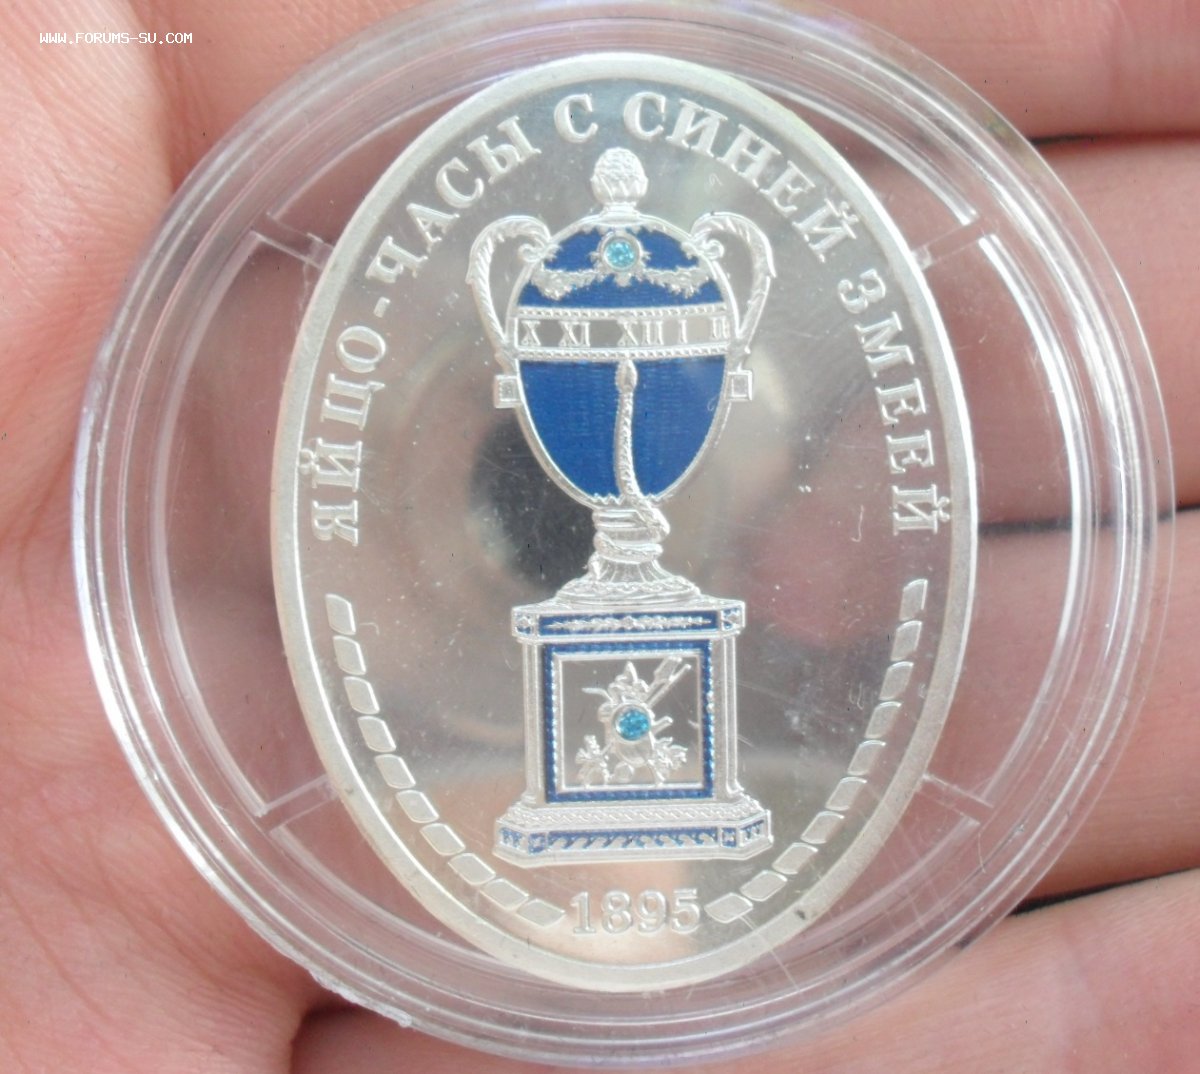 WWW.FORUMS-SU.COM
ЯЙЦО-ЧАСЫ С СИНЕЙ ЗМЕЕЙ
X XI XII I II
1895